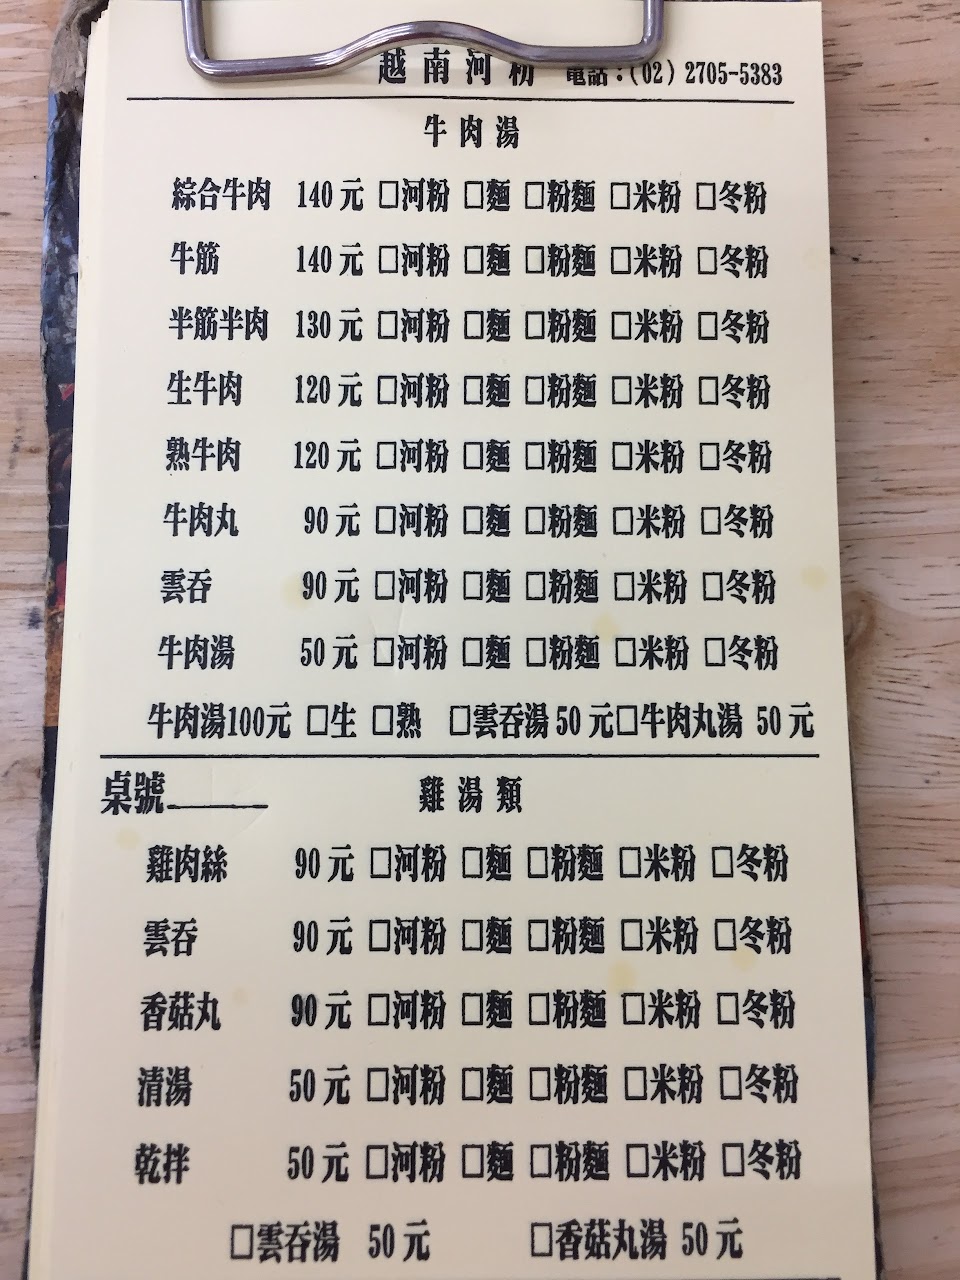 越南河粉 電話：(02) 2705-5383
牛肉湯
綜合牛肉 140元 □河粉 □麵 □粉麵 □米粉 □冬粉
牛筋 140元 □河粉 □麵 □粉麵 □米粉 □冬粉
半筋半肉 130元 □河粉 □麵 □粉麵 □米粉 □冬粉
生牛肉 120元 □河粉 □麵 □粉麵 □米粉 □冬粉
熟牛肉 120元 □河粉 □麵 □粉麵 □米粉 □冬粉
牛肉丸 90元 □河粉 □麵 □粉麵 □米粉 □冬粉
雲吞 90元 □河粉 □麵 □粉麵 □米粉 □冬粉
牛肉湯 50元 □河粉 □麵 □粉麵 □米粉 □冬粉
牛肉湯100元 □生 □熟 □雲吞湯 50元□牛肉丸湯 50元
桌號______ 雞湯類
雞肉絲 90元 □河粉 □麵 □粉麵 □米粉 □冬粉
雲吞 90元 □河粉 □麵 □粉麵 □米粉 □冬粉
香菇丸 90元 □河粉 □麵 □粉麵 □米粉 □冬粉
清湯 50元 □河粉 □麵 □粉麵 □米粉 □冬粉
乾拌 50元 □河粉 □麵 □粉麵 □米粉 □冬粉
□雲吞湯 50元 □香菇丸湯 50元